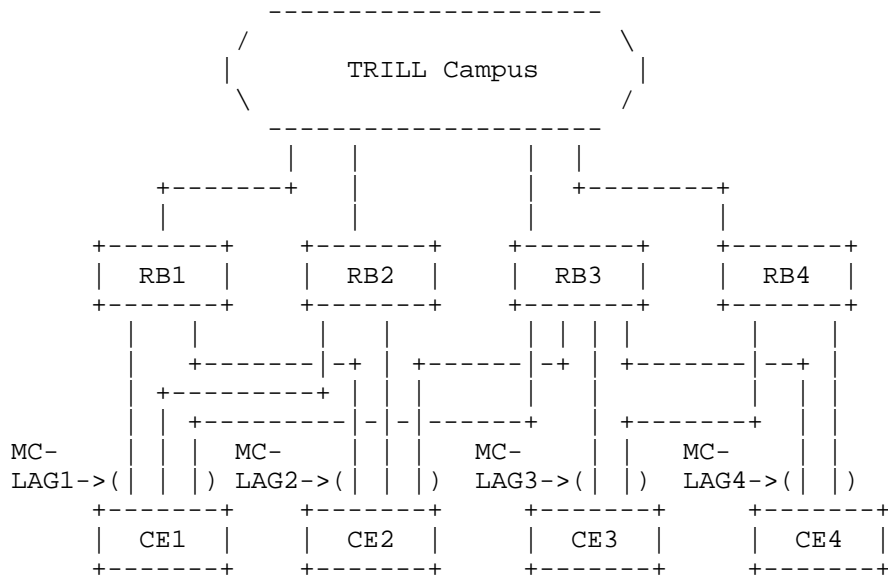 TRILL Campus
RB1 RB2 RB3 RB4
MC- MC- MC- MC-
LAG1->( ) LAG2->( ) LAG3->( ) LAG4->( )
CE1 CE2 CE3 CE4